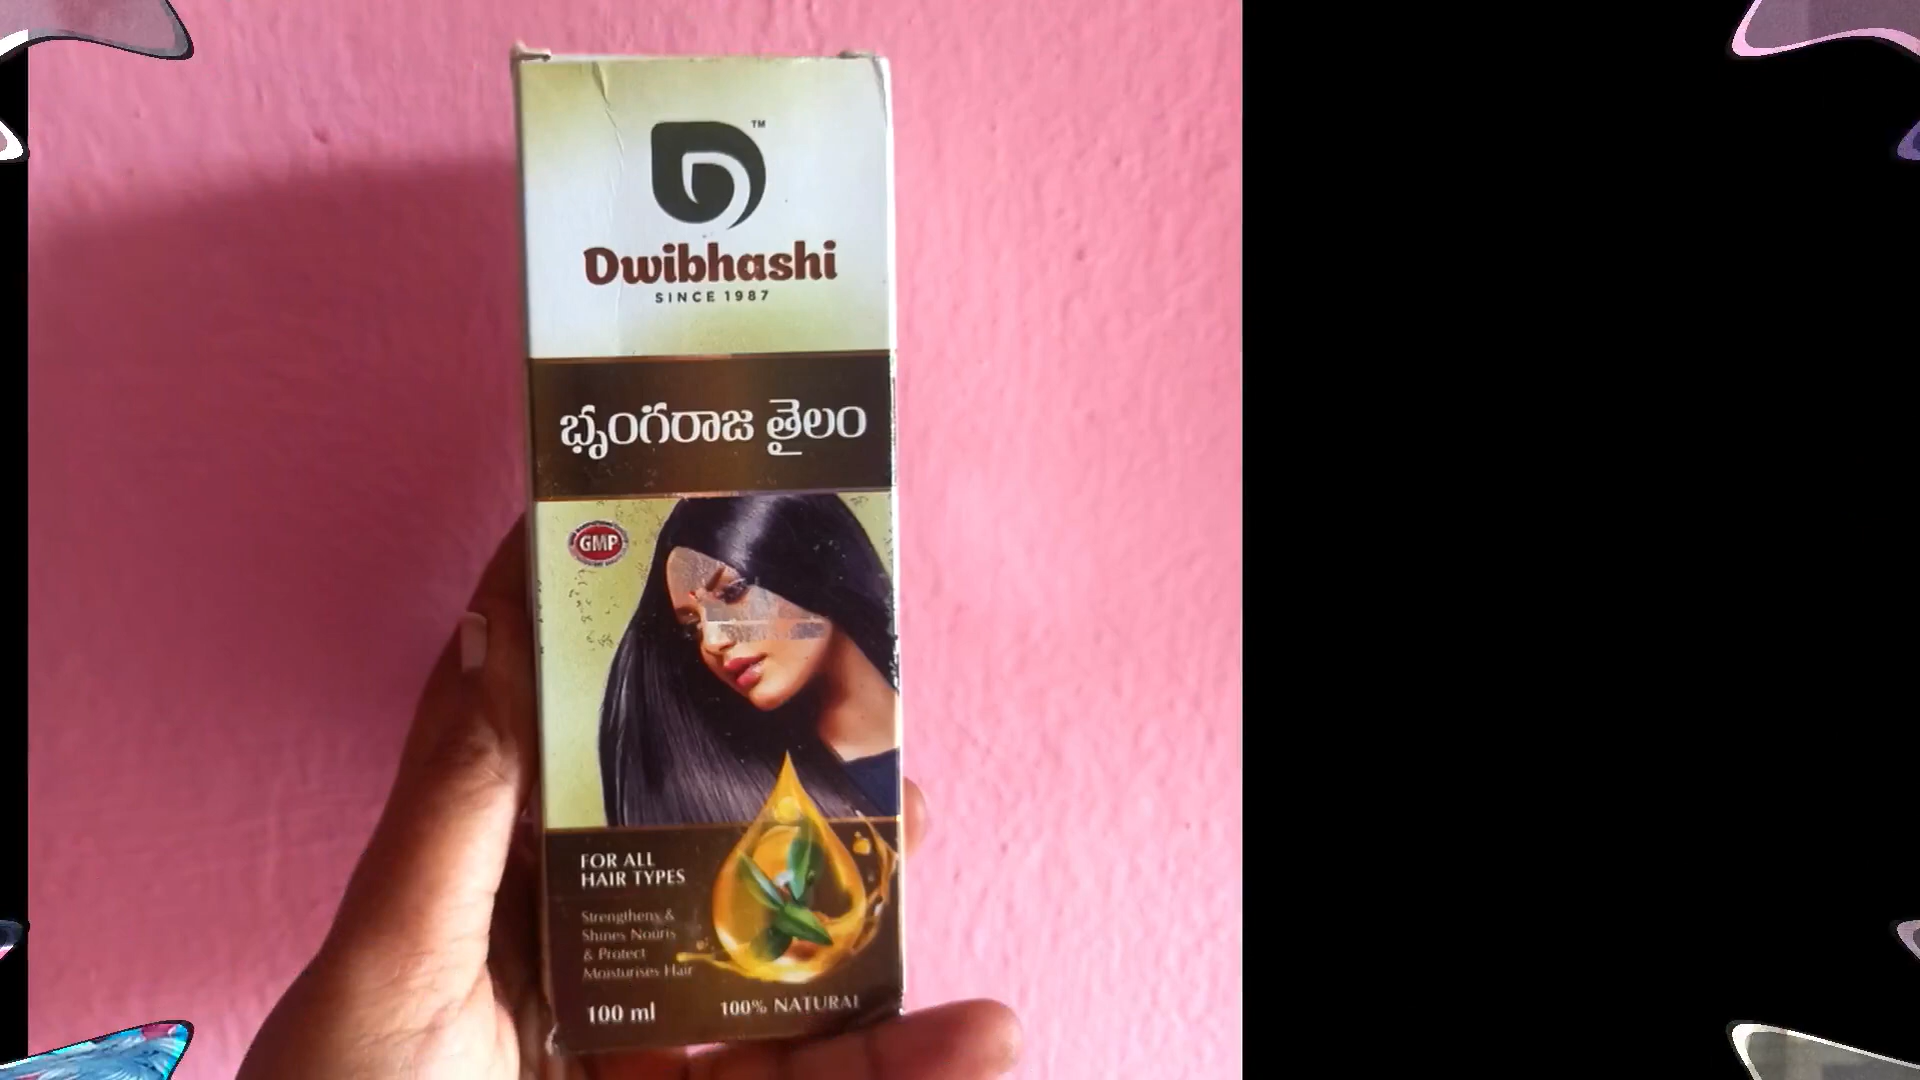 TM
Dwibhashi
SINCE 1987
భృంగరాజ తైలం
GMP
FOR ALL
HAIR TYPES
Strengthens &
Shines Nouris
& Protect
Moisturises Hair
100 ml
100% NATURAL